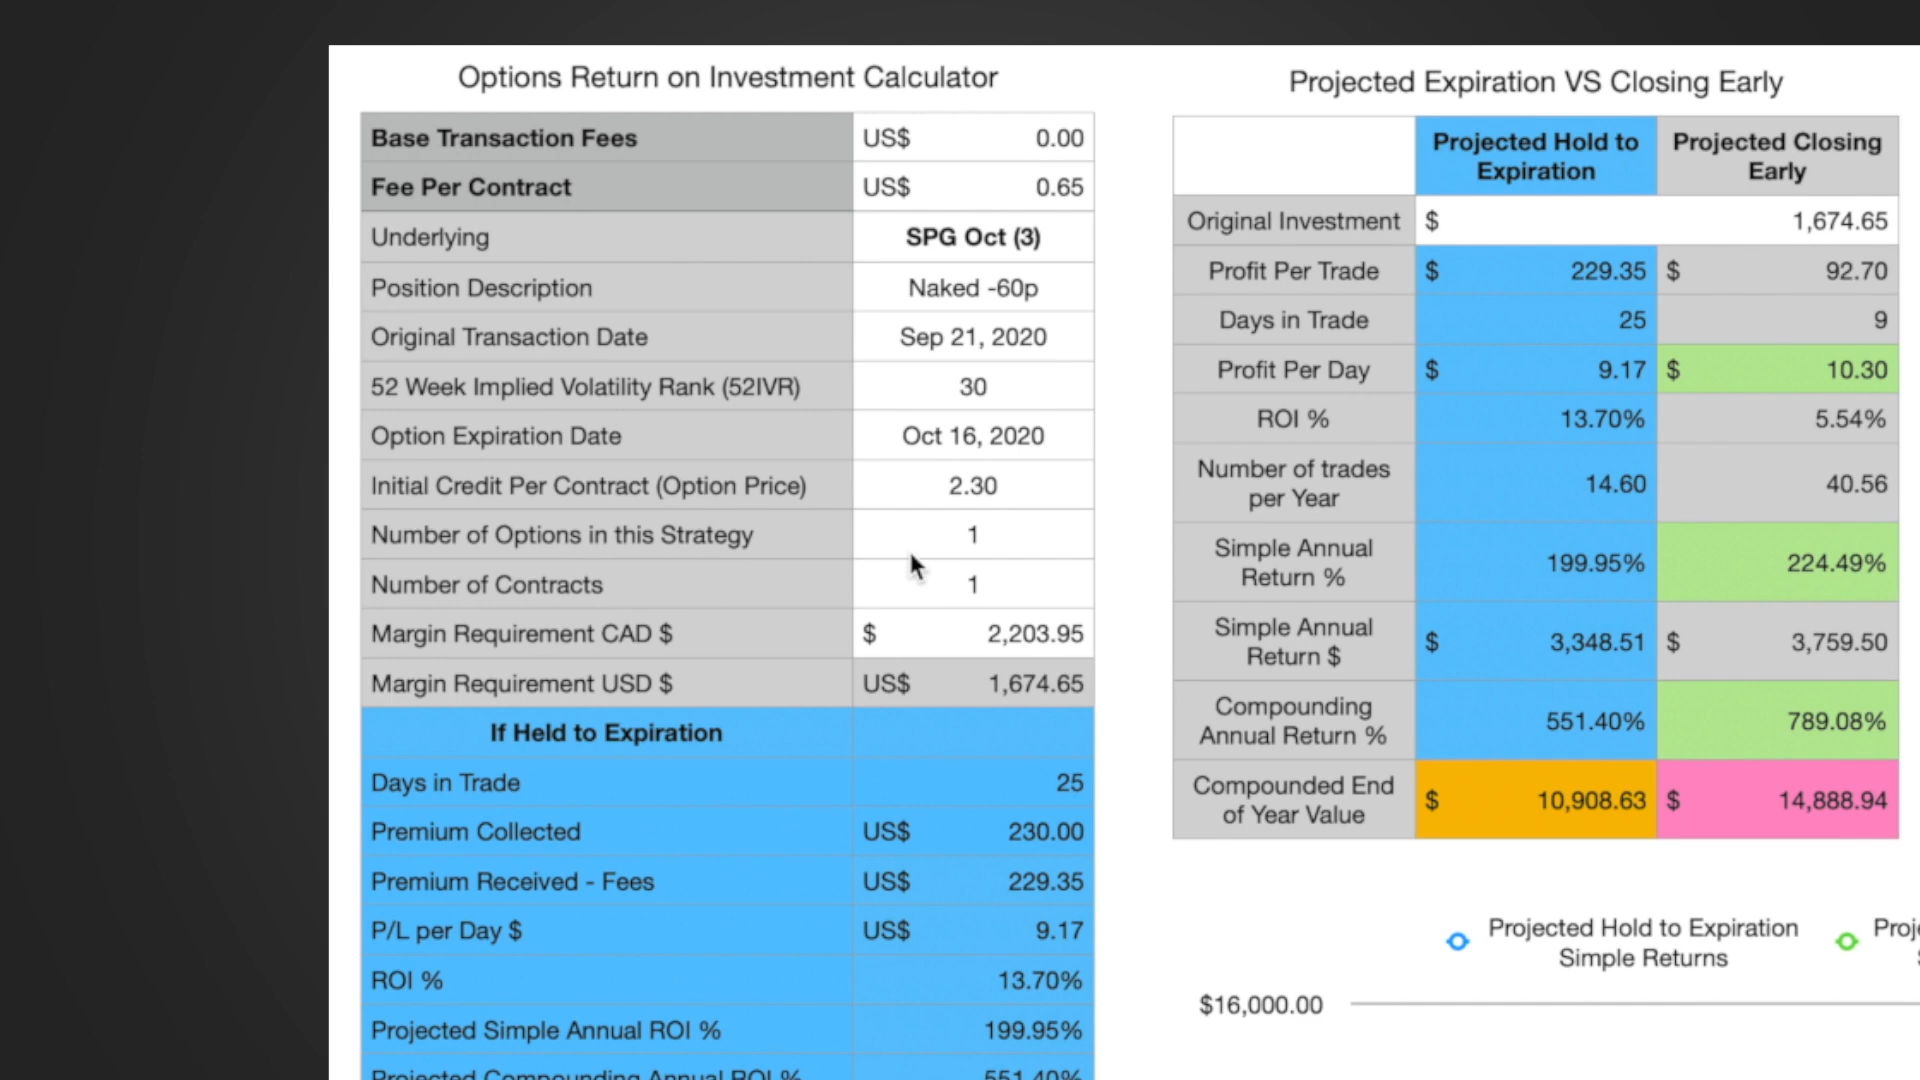 Options Return on Investment Calculator
Base Transaction Fees US$ 0.00
Fee Per Contract US$ 0.65
Underlying SPG Oct (3)
Position Description Naked -60p
Original Transaction Date Sep 21, 2020
52 Week Implied Volatility Rank (52IVR) 30
Option Expiration Date Oct 16, 2020
Initial Credit Per Contract (Option Price) 2.30
Number of Options in this Strategy 1
Number of Contracts 1
Margin Requirement CAD $ $ 2,203.95
Margin Requirement USD $ US$ 1,674.65
If Held to Expiration
Days in Trade 25
Premium Collected US$ 230.00
Premium Received - Fees US$ 229.35
P/L per Day $ US$ 9.17
ROI % 13.70%
Projected Simple Annual ROI % 199.95%
Projected Compounding Annual ROI % 551.40%
Projected Expiration VS Closing Early
Projected Hold to Projected Closing
Expiration Early
Original Investment $ 1,674.65
Profit Per Trade $ 229.35 $ 92.70
Days in Trade 25 9
Profit Per Day $ 9.17 $ 10.30
ROI % 13.70% 5.54%
Number of trades
per Year 14.60 40.56
Simple Annual
Return % 199.95% 224.49%
Simple Annual
Return $ $ 3,348.51 $ 3,759.50
Compounding
Annual Return % 551.40% 789.08%
Compounded End
of Year Value $ 10,908.63 $ 14,888.94
Projected Hold to Expiration
Simple Returns
$16,000.00